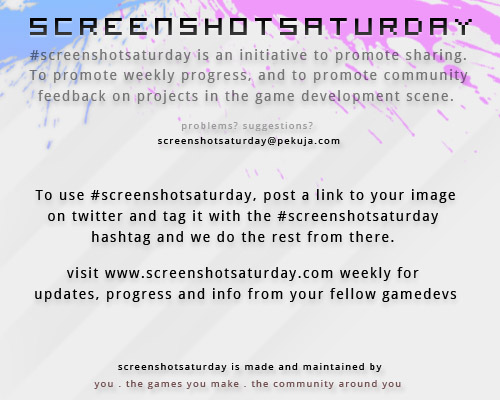 SCREENSHOTSATURDAY
#screenshotsaturday is an initiative to promote sharing.
To promote weekly progress, and to promote community
feedback on projects in the game development scene.
problems? suggestions?
screenshotsaturday@pekuja.com
To use #screenshotsaturday, post a link to your image
on twitter and tag it with the #screenshotsaturday
hashtag and we do the rest from there.
visit www.screenshotsaturday.com weekly for
updates, progress and info from your fellow gamedevs
screenshotsaturday is made and maintained by
you . the games you make . the community around you